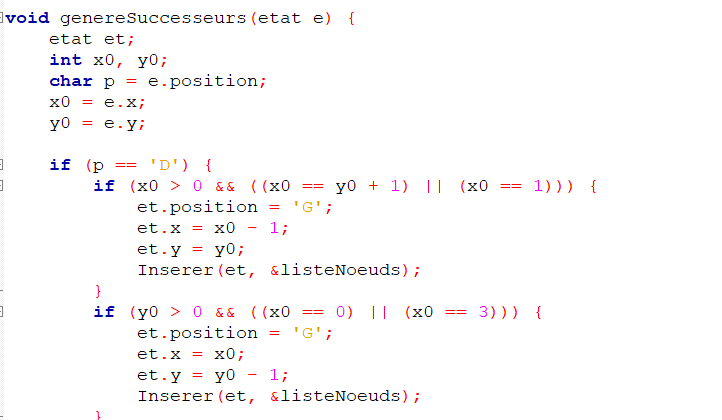 void genereSuccesseurs(etat e) {
etat et;
int x0, y0;
char p = e.position;
x0 = e.x;
y0 = e.y;
if (p == 'D') {
if (x0 > 0 && ((x0 == y0 + 1) || (x0 == 1))) {
et.position = 'G';
et.x = x0 - 1;
et.y = y0;
Inserer(et, &listeNoeuds);
}
if (y0 > 0 && ((x0 == 0) || (x0 == 3))) {
et.position = 'G';
et.x = x0;
et.y = y0 - 1;
Inserer(et, &listeNoeuds);
}